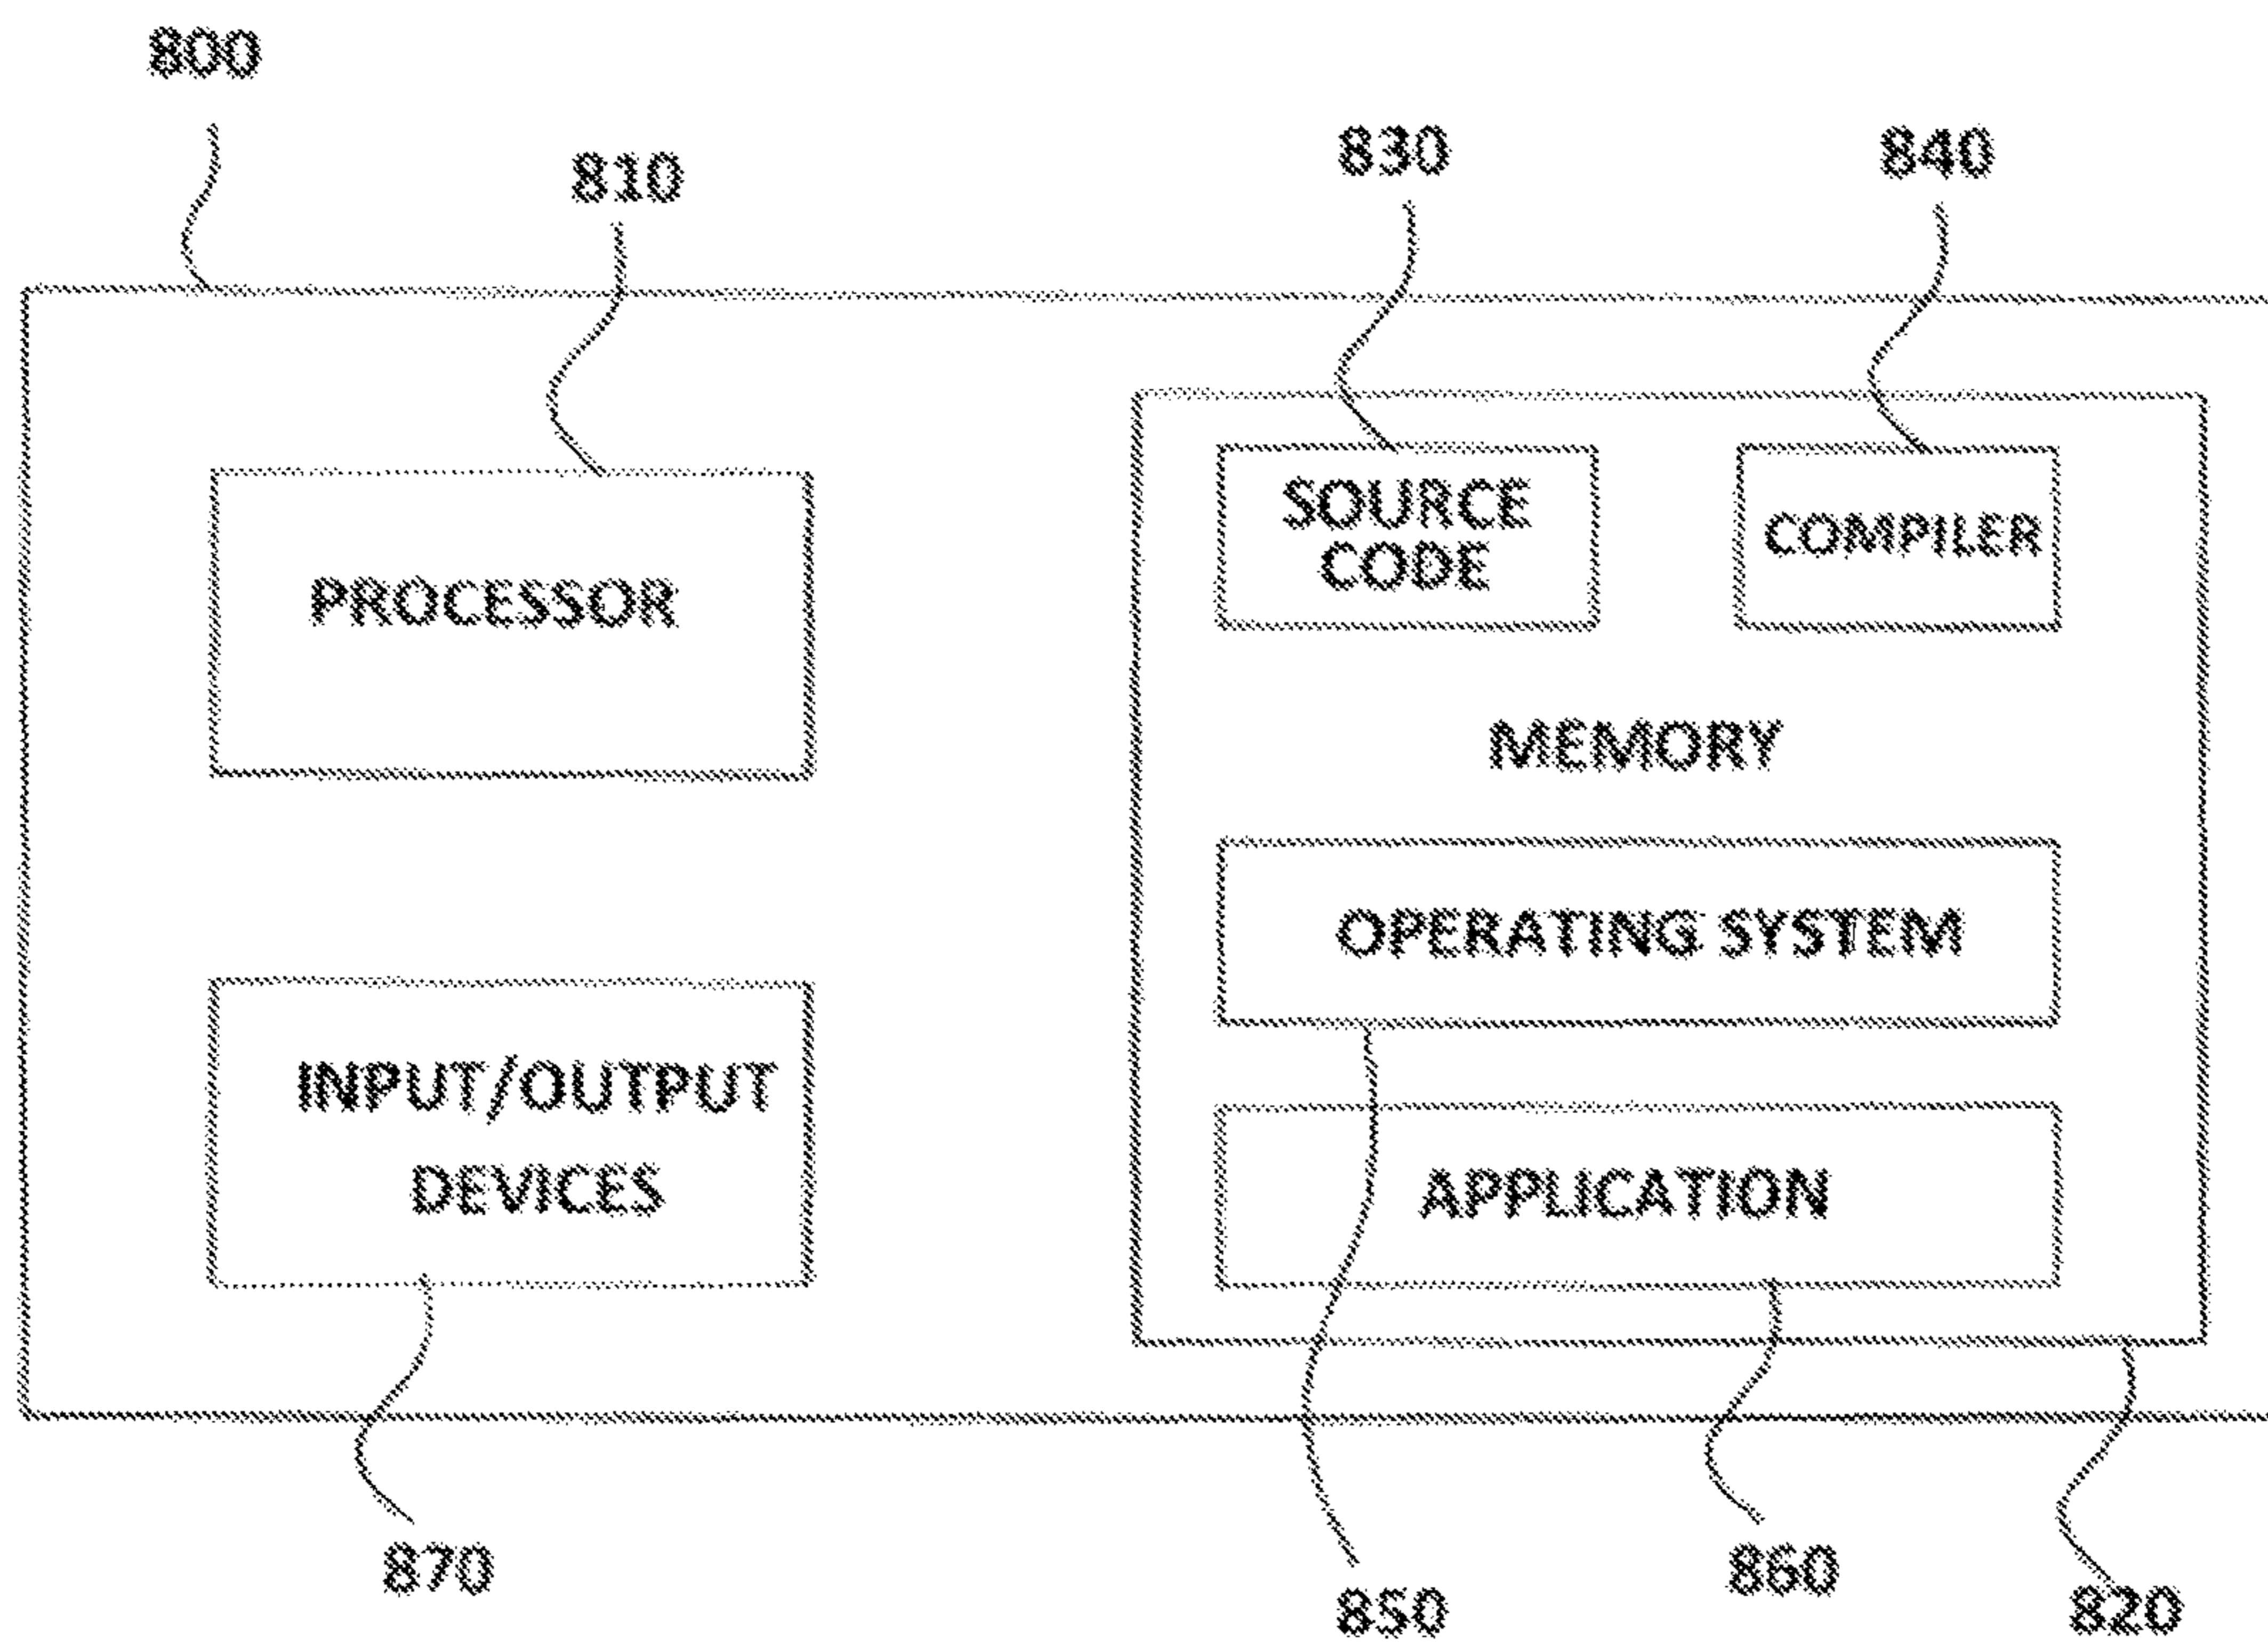 800
810
830
840
SOURCE
CODE
COMPILER
PROCESSOR
MEMORY
OPERATING SYSTEM
INPUT/OUTPUT
DEVICES
APPLICATION
870
850
860
820